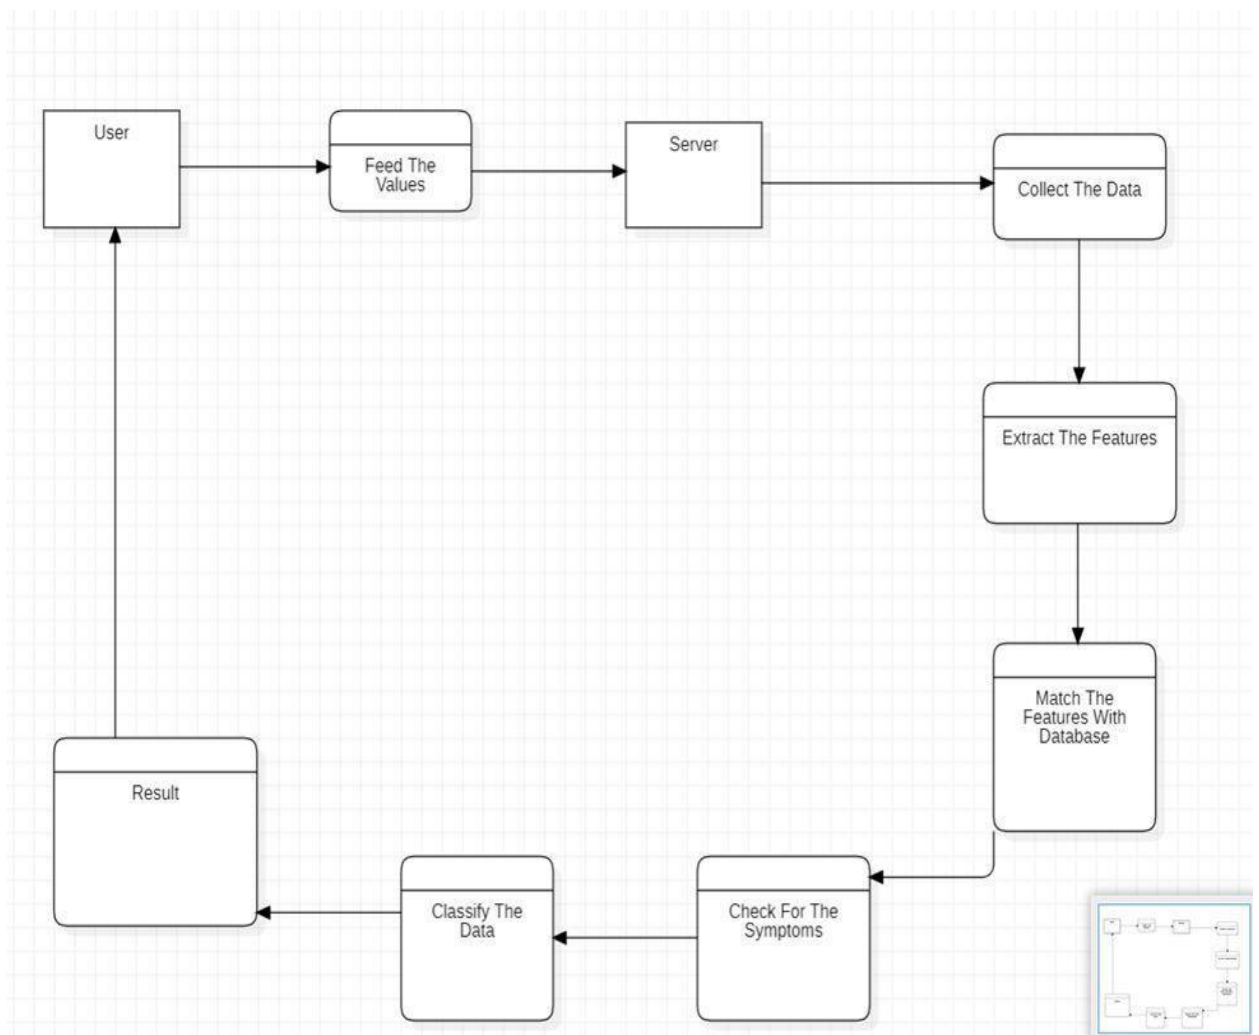 User
Feed The
Values
Server
Collect The Data
Extract The Features
Match The
Features With
Database
Check For The
Symptoms
Classify The
Data
Result